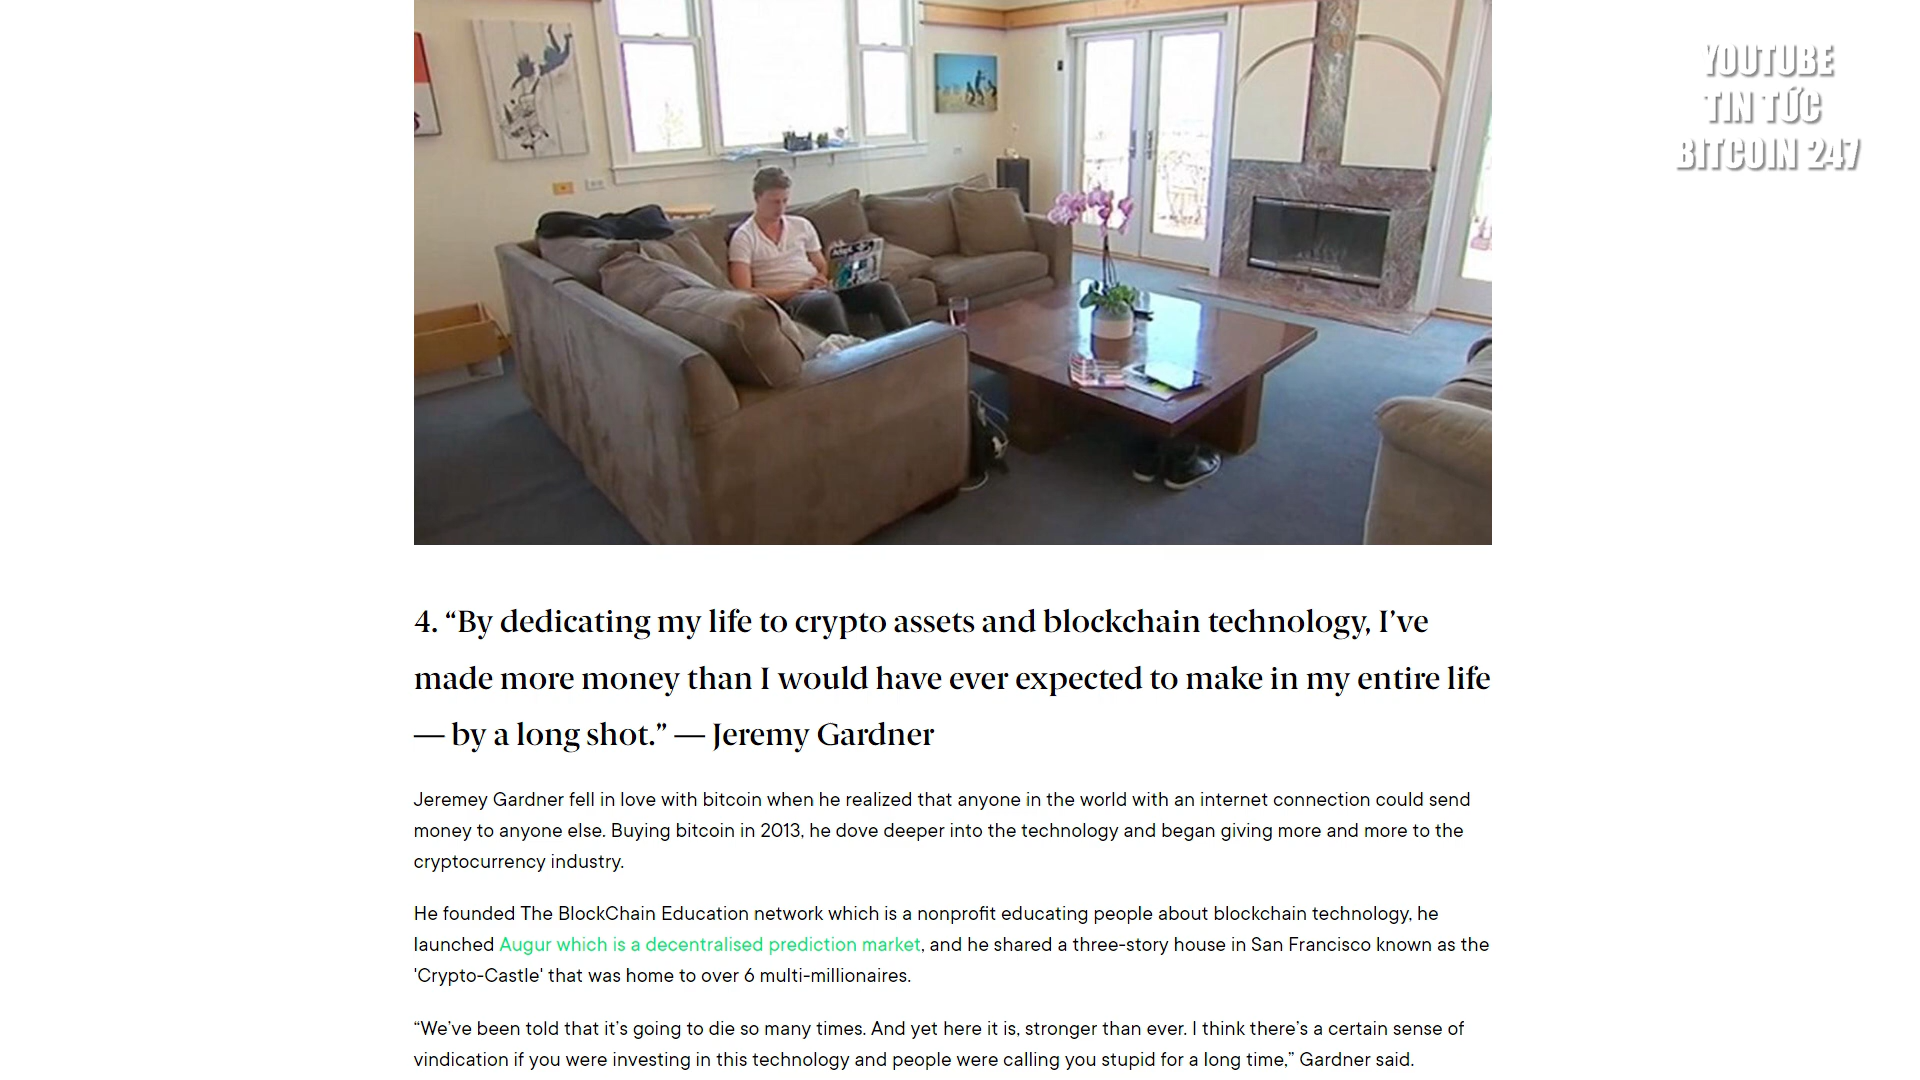 YOUTUBE
TIN TỨC
BITCOIN 247
4. “By dedicating my life to crypto assets and blockchain technology, I’ve
made more money than I would have ever expected to make in my entire life
— by a long shot.” — Jeremy Gardner
Jeremey Gardner fell in love with bitcoin when he realized that anyone in the world with an internet connection could send
money to anyone else. Buying bitcoin in 2013, he dove deeper into the technology and began giving more and more to the
cryptocurrency industry.
He founded The BlockChain Education network which is a nonprofit educating people about blockchain technology, he
launched Augur which is a decentralised prediction market, and he shared a three-story house in San Francisco known as the
'Crypto-Castle' that was home to over 6 multi-millionaires.
“We’ve been told that it’s going to die so many times. And yet here it is, stronger than ever. I think there’s a certain sense of
vindication if you were investing in this technology and people were calling you stupid for a long time,” Gardner said.